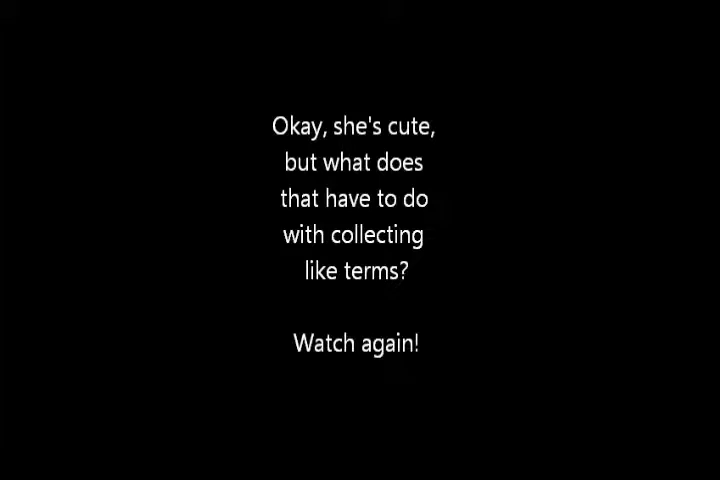 Okay, she's cute,
but what does
that have to do
with collecting
like terms?
Watch again!